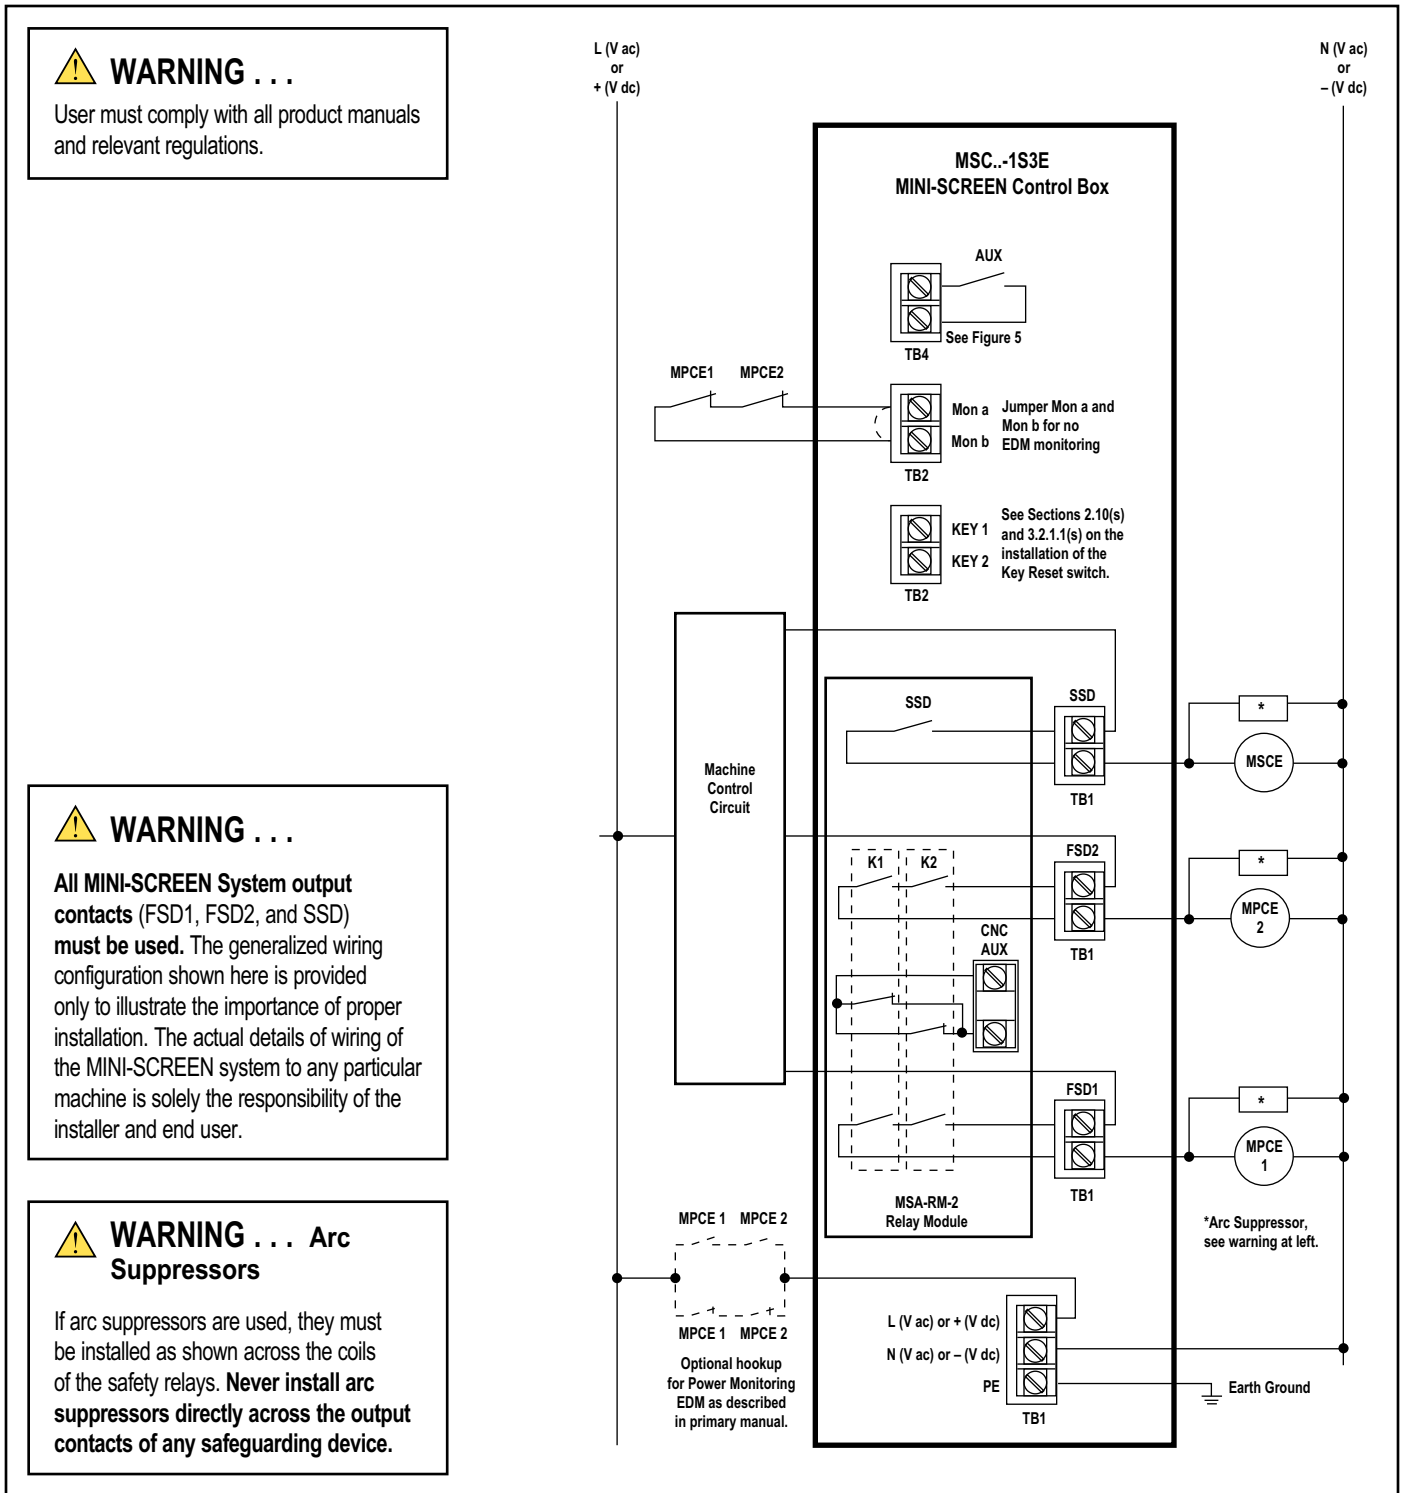 WARNING . . .
User must comply with all product manuals
and relevant regulations.
WARNING . . .
All MINI-SCREEN System output
contacts (FSD1, FSD2, and SSD)
must be used. The generalized wiring
configuration shown here is provided
only to illustrate the importance of proper
installation. The actual details of wiring of
the MINI-SCREEN system to any particular
machine is solely the responsibility of the
installer and end user.
WARNING . . . Arc
Suppressors
If arc suppressors are used, they must
be installed as shown across the coils
of the safety relays. Never install arc
suppressors directly across the output
contacts of any safeguarding device.
L (V ac)
or
+ (V dc)
N (V ac)
or
– (V dc)
MSC..-1S3E
MINI-SCREEN Control Box
AUX
See Figure 5
TB4
MPCE1 MPCE2
Mon a
Mon b
Jumper Mon a and
Mon b for no
EDM monitoring
TB2
KEY 1
KEY 2
See Sections 2.10(s)
and 3.2.1.1(s) on the
installation of the
Key Reset switch.
TB2
Machine
Control
Circuit
SSD
SSD
TB1
*
MSCE
K1 K2
FSD2
TB1
*
MPCE
2
CNC
AUX
FSD1
TB1
*
MPCE
1
MSA-RM-2
Relay Module
*Arc Suppressor,
see warning at left.
MPCE 1 MPCE 2
MPCE 1 MPCE 2
Optional hookup
for Power Monitoring
EDM as described
in primary manual.
L (V ac) or + (V dc)
N (V ac) or – (V dc)
PE
TB1
Earth Ground